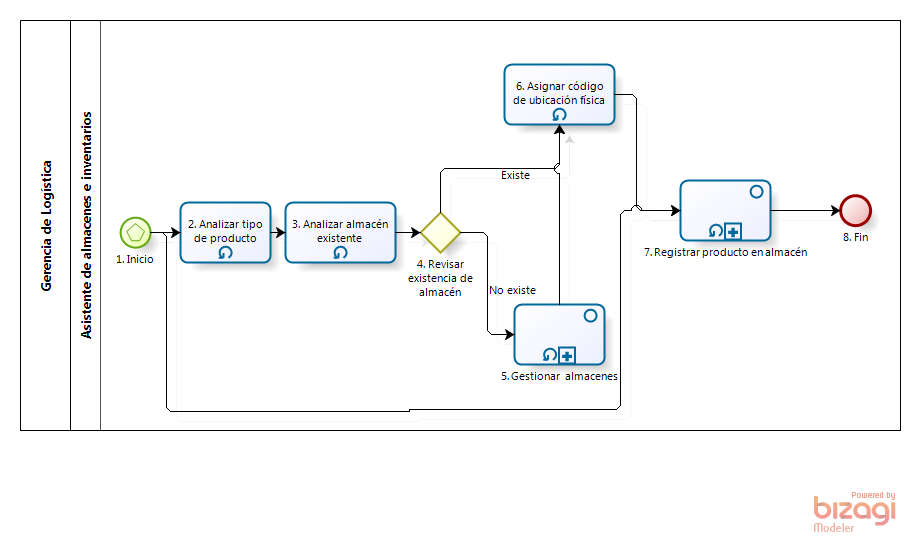 Gerencia de Logística
Asistente de almacenes e inventarios
1. Inicio
2. Analizar tipo
de producto
3. Analizar almacén
existente
4. Revisar
existencia de
almacén
Existe
No existe
5. Gestionar almacenes
6. Asignar código
de ubicación física
7. Registrar producto en almacén
8. Fin
Powered by
bizagi
Modeler